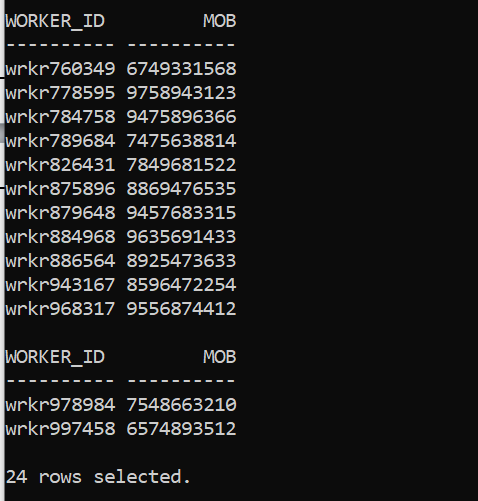 WORKER_ID         MOB
---------- ----------
wrkr760349 6749331568
wrkr778595 9758943123
wrkr784758 9475896366
wrkr789684 7475638814
wrkr826431 7849681522
wrkr875896 8869476535
wrkr879648 9457683315
wrkr884968 9635691433
wrkr886564 8925473633
wrkr943167 8596472254
wrkr968317 9556874412

WORKER_ID         MOB
---------- ----------
wrkr978984 7548663210
wrkr997458 6574893512

24 rows selected.